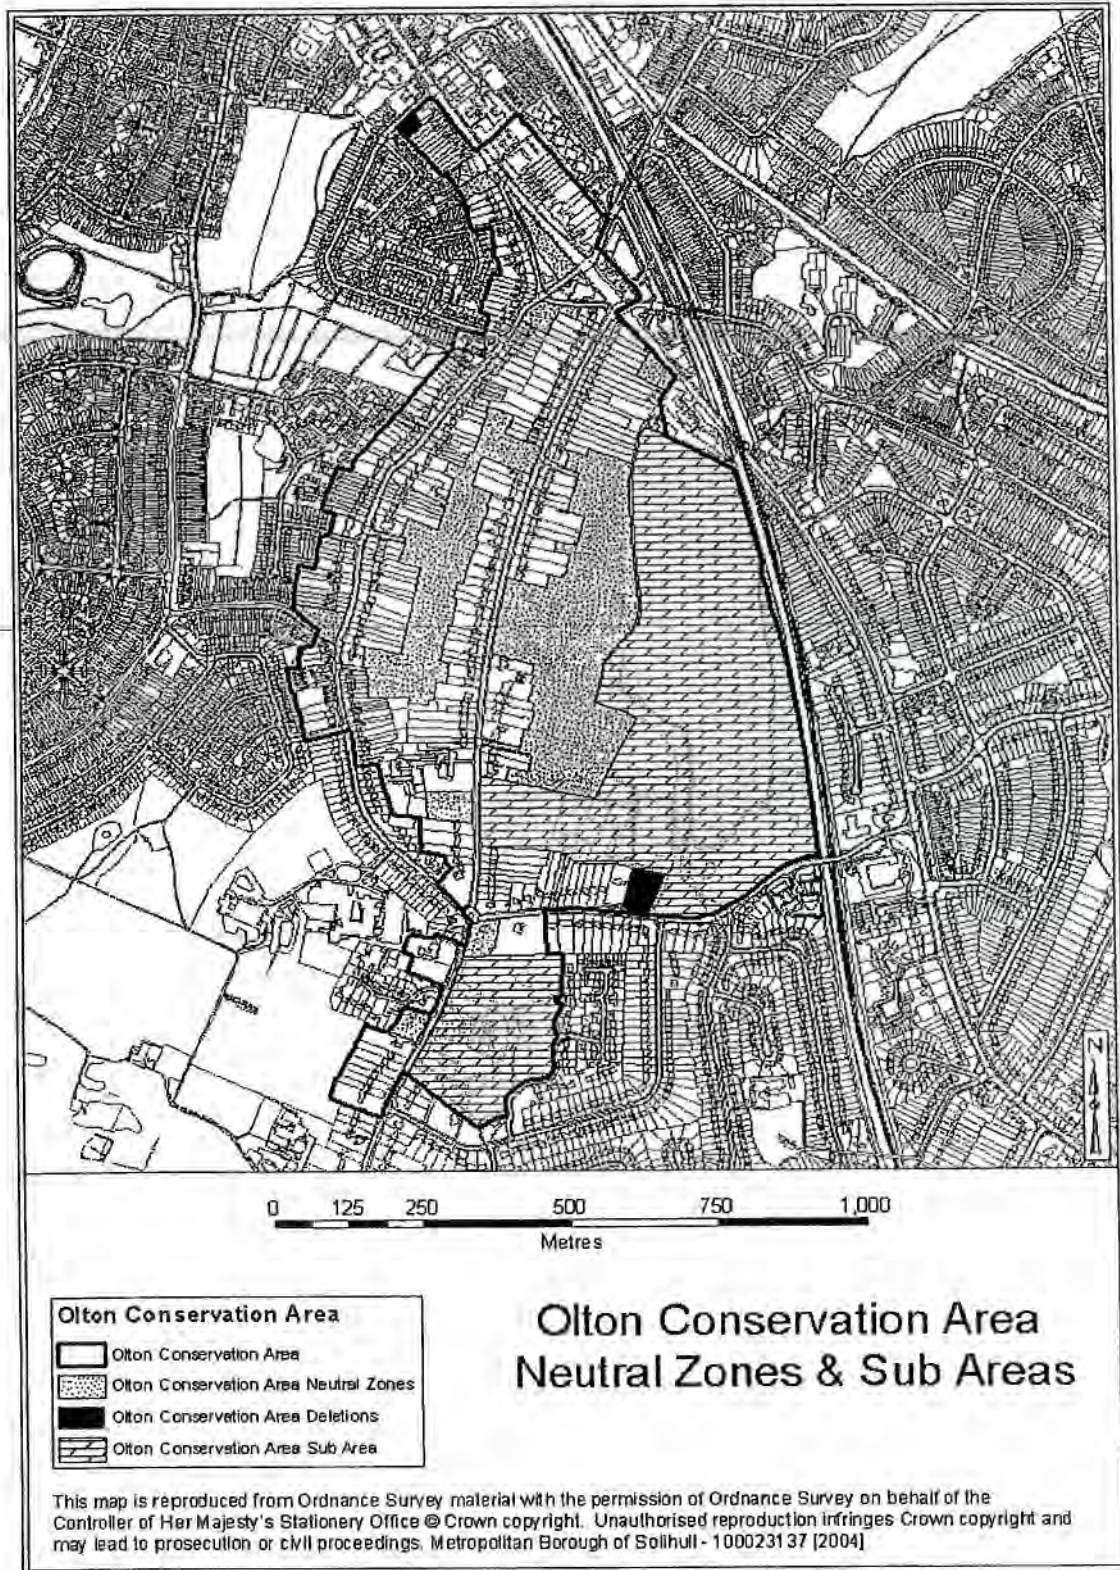 N
0 125 250 500 750 1,000
Metres
Olton Conservation Area
Olton Conservation Area
Olton Conservation Area Neutral Zones
Olton Conservation Area Deletions
Olton Conservation Area Sub Area
Olton Conservation Area
Neutral Zones & Sub Areas
This map is reproduced from Ordnance Survey material with the permission of Ordnance Survey on behalf of the
Controller of Her Majesty's Stationery Office © Crown copyright. Unauthorised reproduction infringes Crown copyright and
may lead to prosecution or civil proceedings. Metropolitan Borough of Solihull - 100023137 [2004]